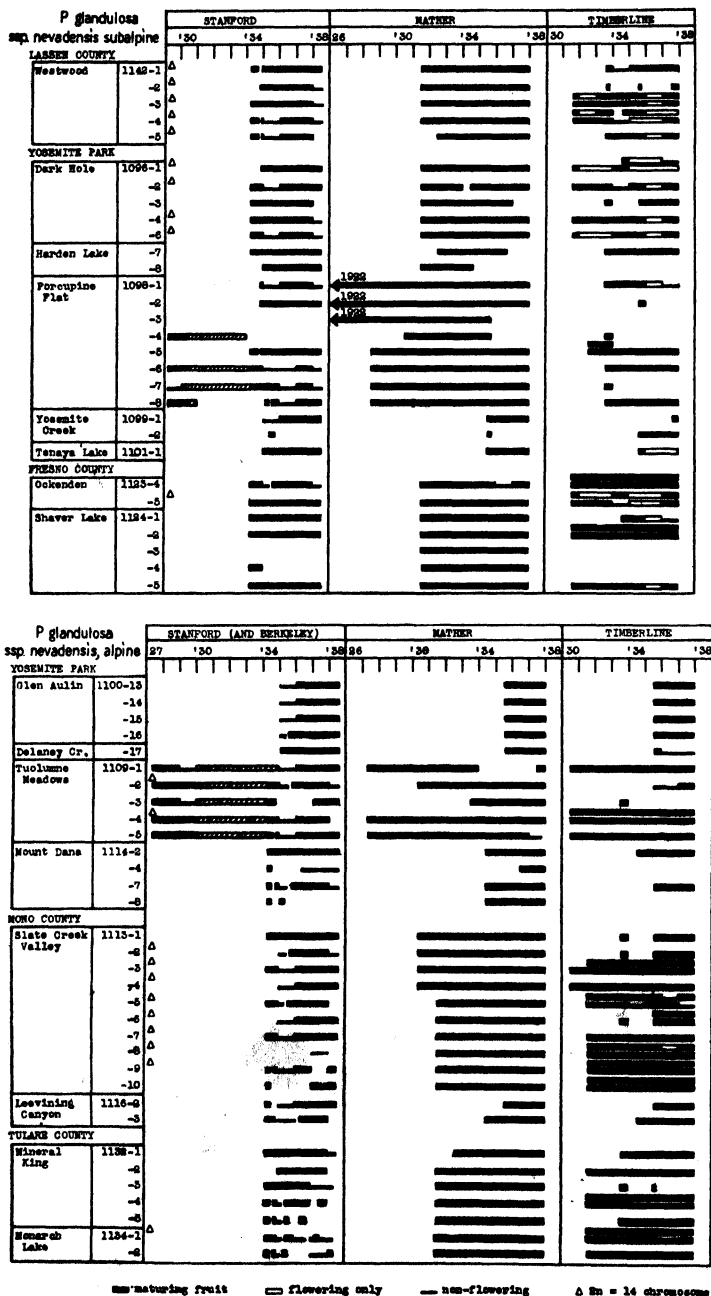 P glandulosa
ssp. nevadensis subalpine
STANFORD MATHER TIMBERLINE
'30 '34 '38 26 '30 '34 '38 30 '34 '38
LASSEN COUNTY
Westwood 1142-1
-2
-3
-4
-5
YOSEMITE PARK
Dark Hole 1096-1
-2
-3
-4
-6
Harden Lake -7
-8
Porcupine 1098-1 1922
Flat -2 1922
-3 1922
-4
-5
-6
-7
-8
Yosemite 1099-1
Creek -2
Tenaya Lake 1101-1
FRESNO COUNTY
Ockenden 1123-4
-5
Shaver Lake 1124-1
-2
-3
-4
-5
P glandulosa
ssp. nevadensis, alpine
STANFORD (AND BERKELEY) MATHER TIMBERLINE
27 '30 '34 '38 26 '30 '34 '38 30 '34 '38
YOSEMITE PARK
Glen Aulin 1100-13
-14
-15
-16
Delaney Cr. -17
Tuolumne 1109-1
Meadows -2
-3
-4
-5
Mount Dana 1114-2
-4
-7
-8
MONO COUNTY
Slate Creek 1113-1
Valley -2
-3
-4
-5
-6
-7
-8
-9
-10
Leevining 1116-2
Canyon -3
TULARE COUNTY
Mineral 1132-1
King -2
-3
-4
-5
Monarch 1134-1
Lake -2
maturing fruit flowering only non-flowering Δ 2n = 14 chromosome